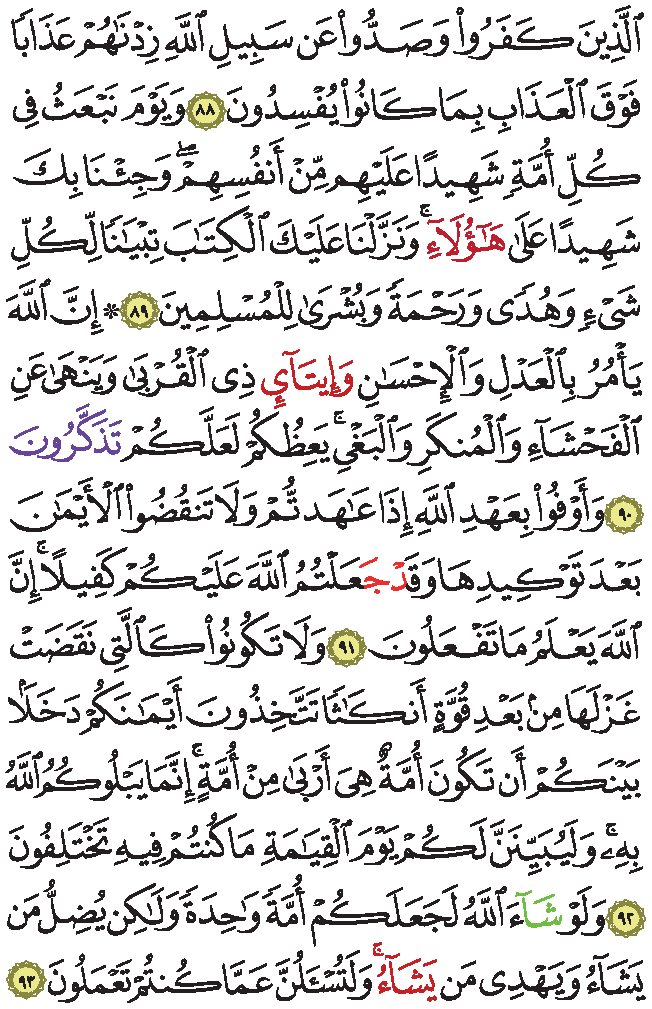 ٱلَّذِينَ كَفَرُواْ وَصَدُّواْ عَن سَبِيلِ ٱللَّهِ زِدْنَٰهُمْ عَذَابٗا
فَوْقَ ٱلْعَذَابِ بِمَا كَانُواْ يُفْسِدُونَ ٨٨ وَيَوْمَ نَبْعَثُ فِي
كُلِّ أُمَّةٖ شَهِيدًا عَلَيْهِم مِّنْ أَنفُسِهِمْۖ وَجِئْنَا بِكَ
شَهِيدًا عَلَىٰ هَٰٓؤُلَآءِۚ وَنَزَّلْنَا عَلَيْكَ ٱلْكِتَٰبَ تِبْيَٰنٗا لِّكُلِّ
شَيْءٖ وَهُدٗى وَرَحْمَةٗ وَبُشْرَىٰ لِلْمُسْلِمِينَ ٨٩ ۞ إِنَّ ٱللَّهَ
يَأْمُرُ بِٱلْعَدْلِ وَٱلْإِحْسَٰنِ وَإِيتَآيِٕ ذِي ٱلْقُرْبَىٰ وَيَنْهَىٰ عَنِ
ٱلْفَحْشَآءِ وَٱلْمُنكَرِ وَٱلْبَغْيِۚ يَعِظُكُمْ لَعَلَّكُمْ تَذَكَّرُونَ
٩٠ وَأَوْفُواْ بِعَهْدِ ٱللَّهِ إِذَا عَٰهَدتُّمْ وَلَا تَنقُضُواْ ٱلْأَيْمَٰنَ
بَعْدَ تَوْكِيدِهَا وَقَدْ جَعَلْتُمُ ٱللَّهَ عَلَيْكُمْ كَفِيلًاۚ إِنَّ
ٱللَّهَ يَعْلَمُ مَا تَفْعَلُونَ ٩١ وَلَا تَكُونُواْ كَٱلَّتِي نَقَضَتْ
غَزْلَهَا مِنۢ بَعْدِ قُوَّةٍ أَنكَٰثٗا تَتَّخِذُونَ أَيْمَٰنَكُمْ دَخَلَۢا
بَيْنَكُمْ أَن تَكُونَ أُمَّةٌ هِيَ أَرْبَىٰ مِنْ أُمَّةٍۚ إِنَّمَا يَبْلُوكُمُ ٱللَّهُ
بِهِۦۚ وَلَيُبَيِّنَنَّ لَكُمْ يَوْمَ ٱلْقِيَٰمَةِ مَا كُنتُمْ فِيهِ تَخْتَلِفُونَ
٩٢ وَلَوْ شَآءَ ٱللَّهُ لَجَعَلَكُمْ أُمَّةٗ وَٰحِدَةٗ وَلَٰكِن يُضِلُّ مَن
يَشَآءُ وَيَهْدِي مَن يَشَآءُۚ وَلَتُسْـَٔلُنَّ عَمَّا كُنتُمْ تَعْمَلُونَ ٩٣